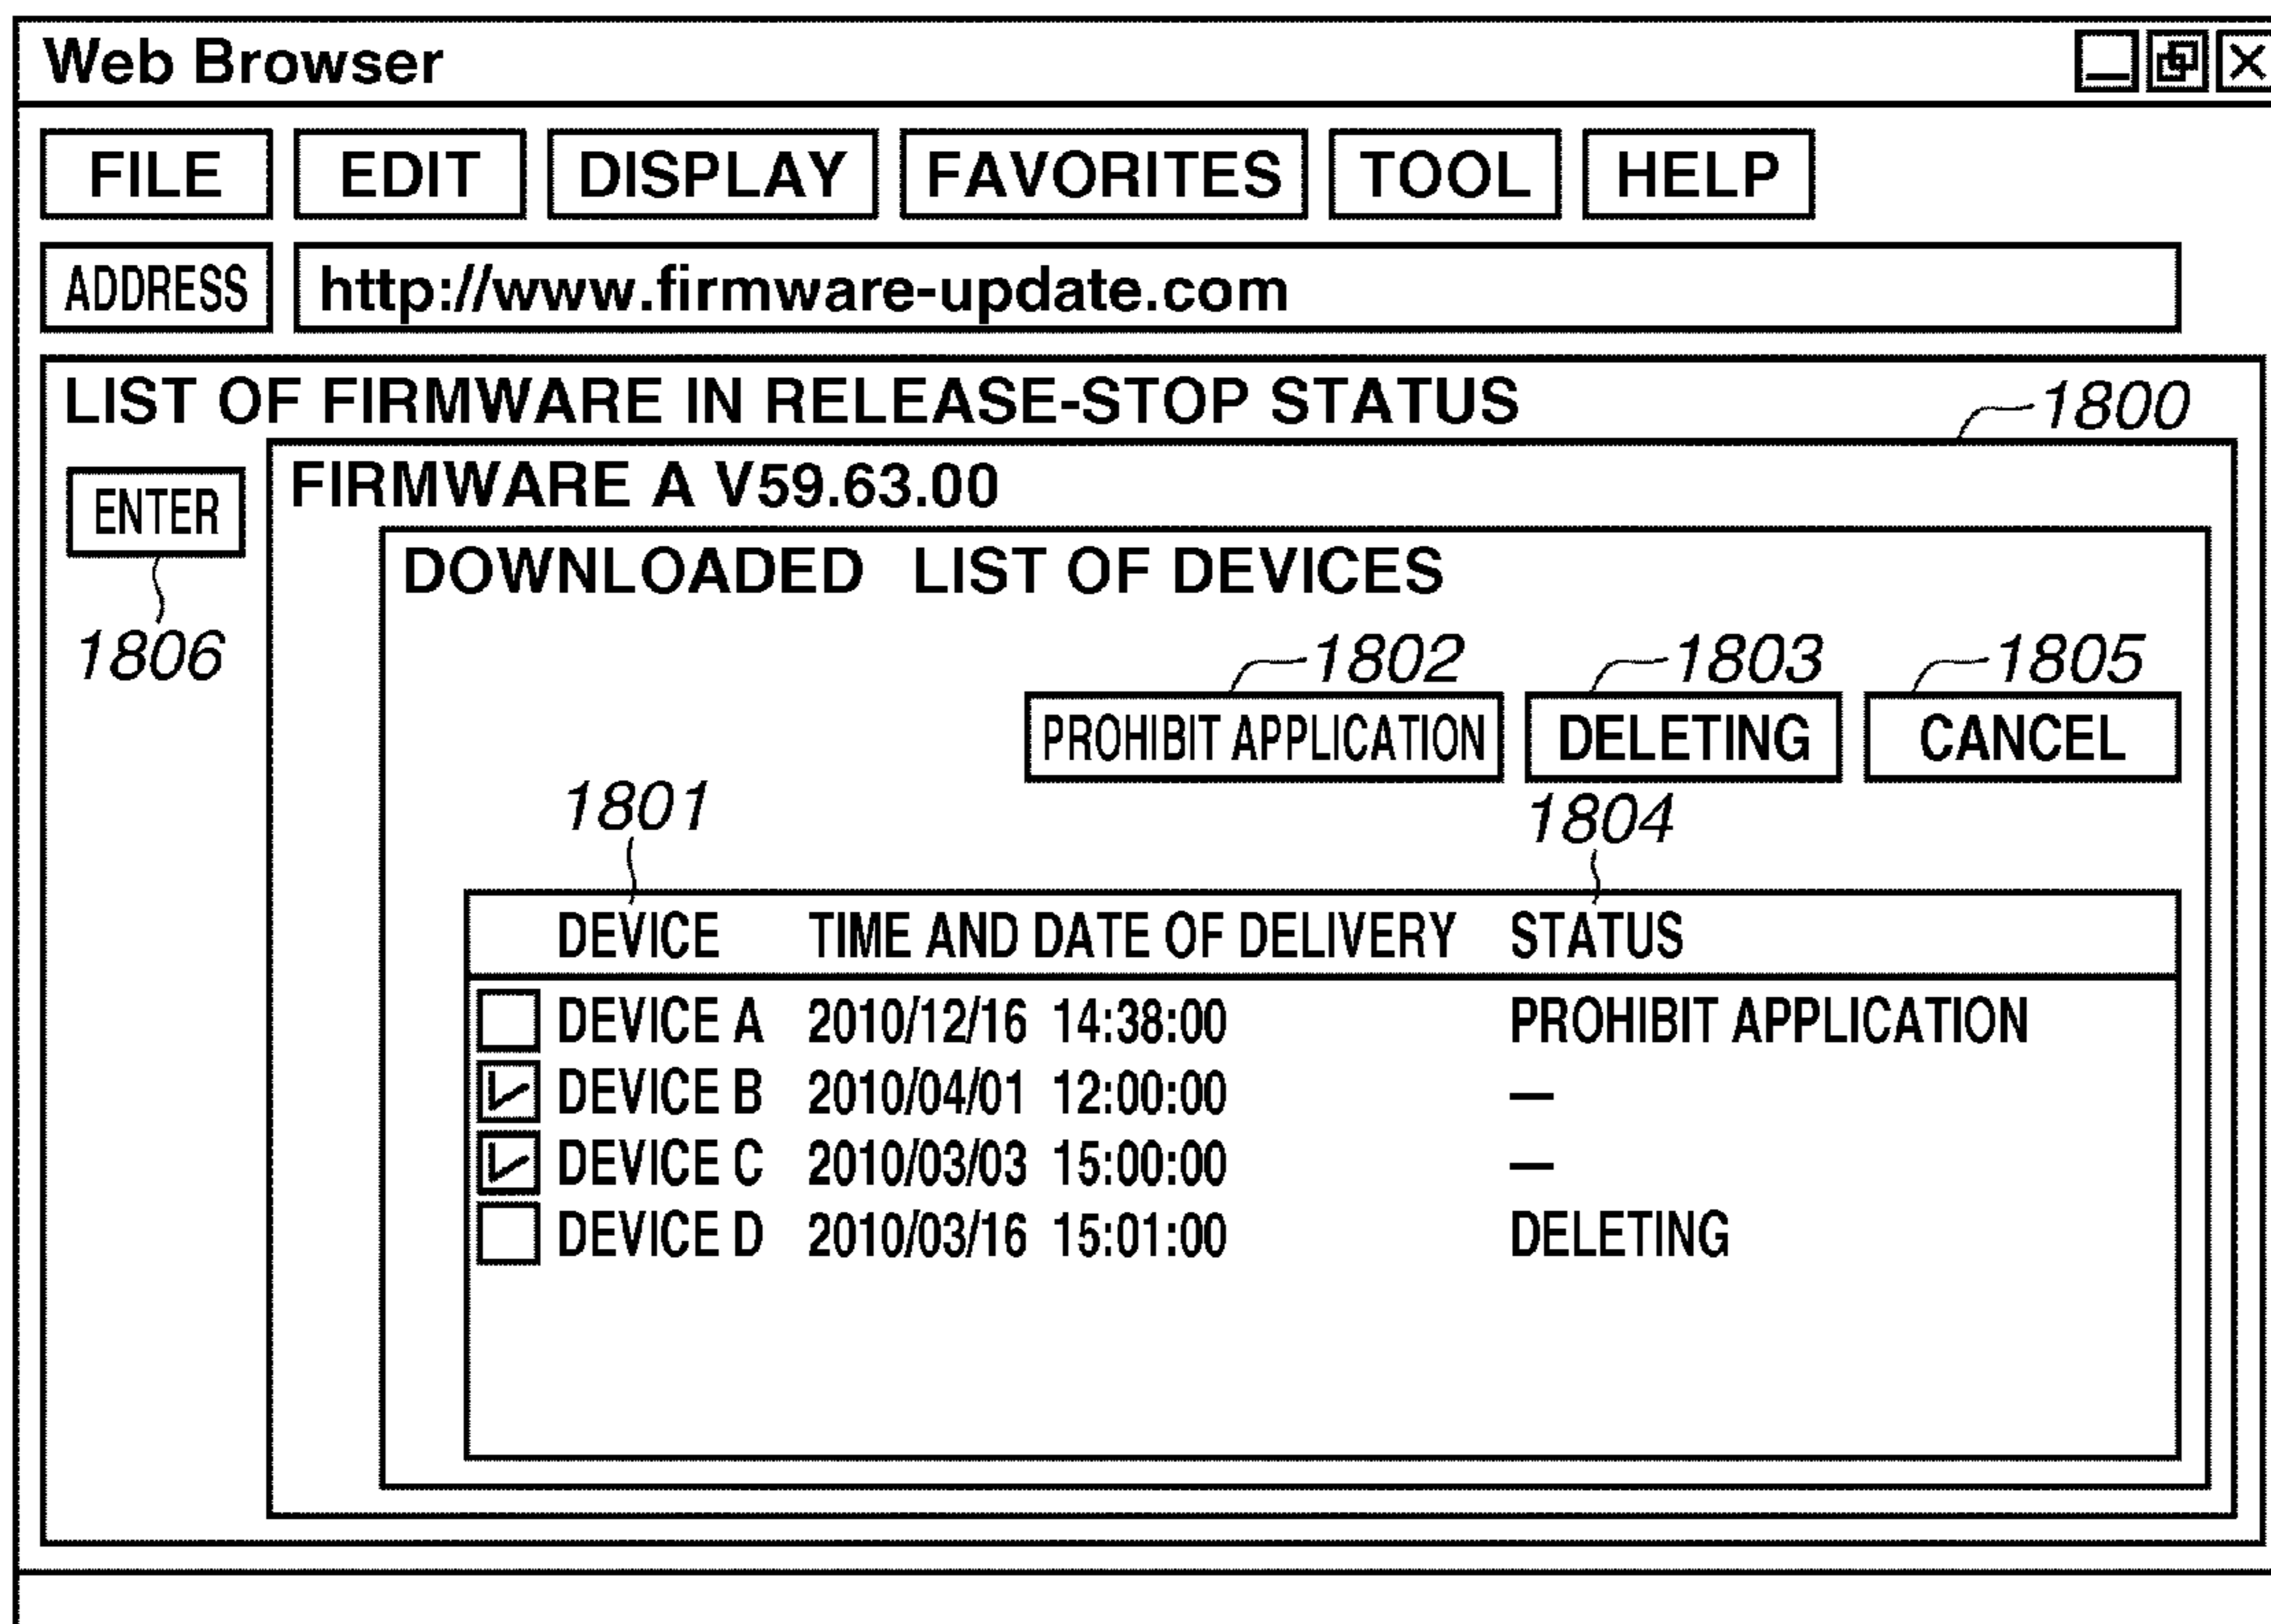 Web Browser
FILE EDIT DISPLAY FAVORITES TOOL HELP
ADDRESS http://www.firmware-update.com
LIST OF FIRMWARE IN RELEASE-STOP STATUS
1800
ENTER
1806
FIRMWARE A V59.63.00
DOWNLOADED LIST OF DEVICES
1802 1803 1805
PROHIBIT APPLICATION DELETING CANCEL
1801 1804
DEVICE TIME AND DATE OF DELIVERY STATUS
DEVICE A 2010/12/16 14:38:00 PROHIBIT APPLICATION
DEVICE B 2010/04/01 12:00:00 —
DEVICE C 2010/03/03 15:00:00 —
DEVICE D 2010/03/16 15:01:00 DELETING